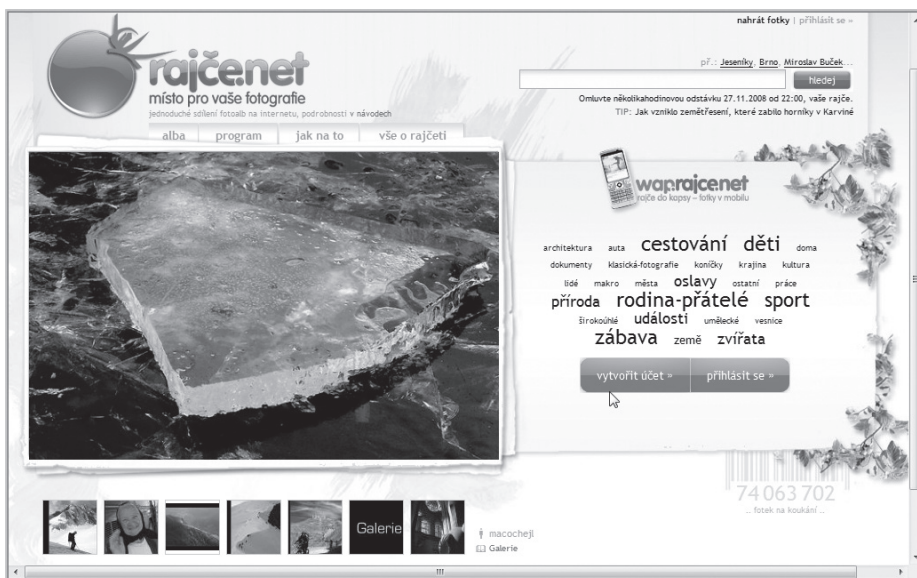 nahrát fotky | přihlásit se »
rajče.net
místo pro vaše fotografie
jednoduché sdílení fotoalb na internetu, podrobnosti v návodech
př.: Jeseníky, Brno, Miroslav Buček...
hledej
Omluvte několikahodinovou odstávku 27.11.2008 od 22:00, vaše rajče.
TIP: Jak vzniklo zemětřesení, které zabilo horníky v Karviné
alba program jak na to vše o rajčeti
wap.rajce.net
rajče do kapsy – fotky v mobilu
architektura auta cestování děti doma
dokumenty klasická-fotografie koníčky krajina kultura
lidé makro města oslavy ostatní práce
příroda rodina-přátelé sport
širokoúhlé události umělecké vesnice
zábava země zvířata
vytvořit účet » přihlásit se »
74 063 702
.. fotek na koukání ..
Galerie
macocheji
Galerie